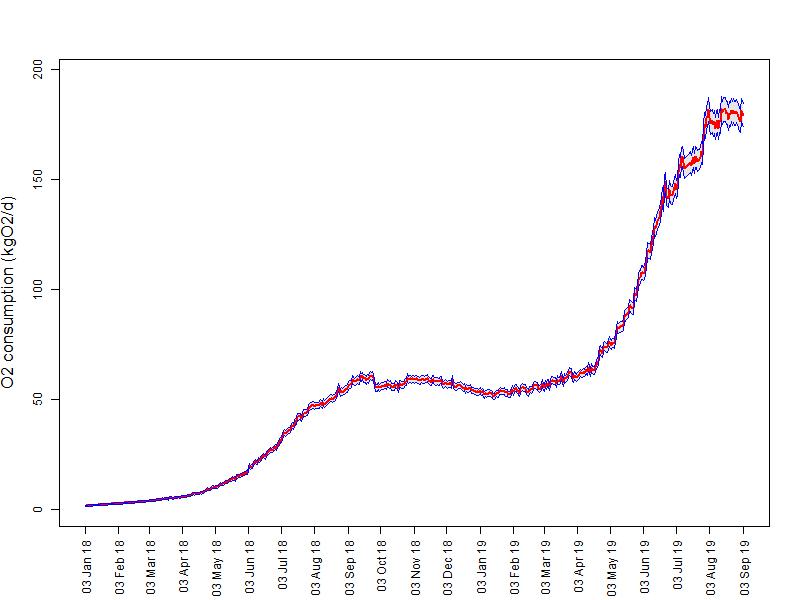 O2 consumption (kgO2/d)
200
150
100
50
0
03 Jan 18
03 Feb 18
03 Mar 18
03 Apr 18
03 May 18
03 Jun 18
03 Jul 18
03 Aug 18
03 Sep 18
03 Oct 18
03 Nov 18
03 Dec 18
03 Jan 19
03 Feb 19
03 Mar 19
03 Apr 19
03 May 19
03 Jun 19
03 Jul 19
03 Aug 19
03 Sep 19